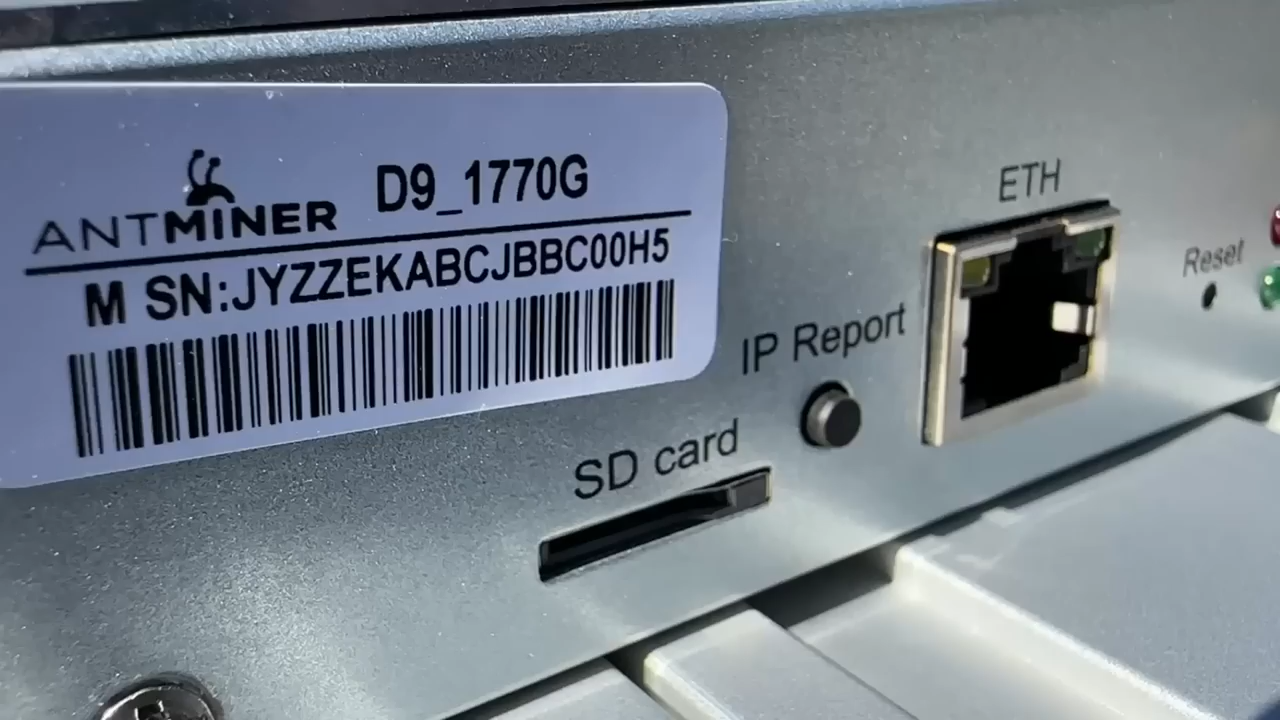 ANTMINER D9_1770G
M SN:JYZZEKABCJBBC00H5
ETH
Reset
IP Report
SD card